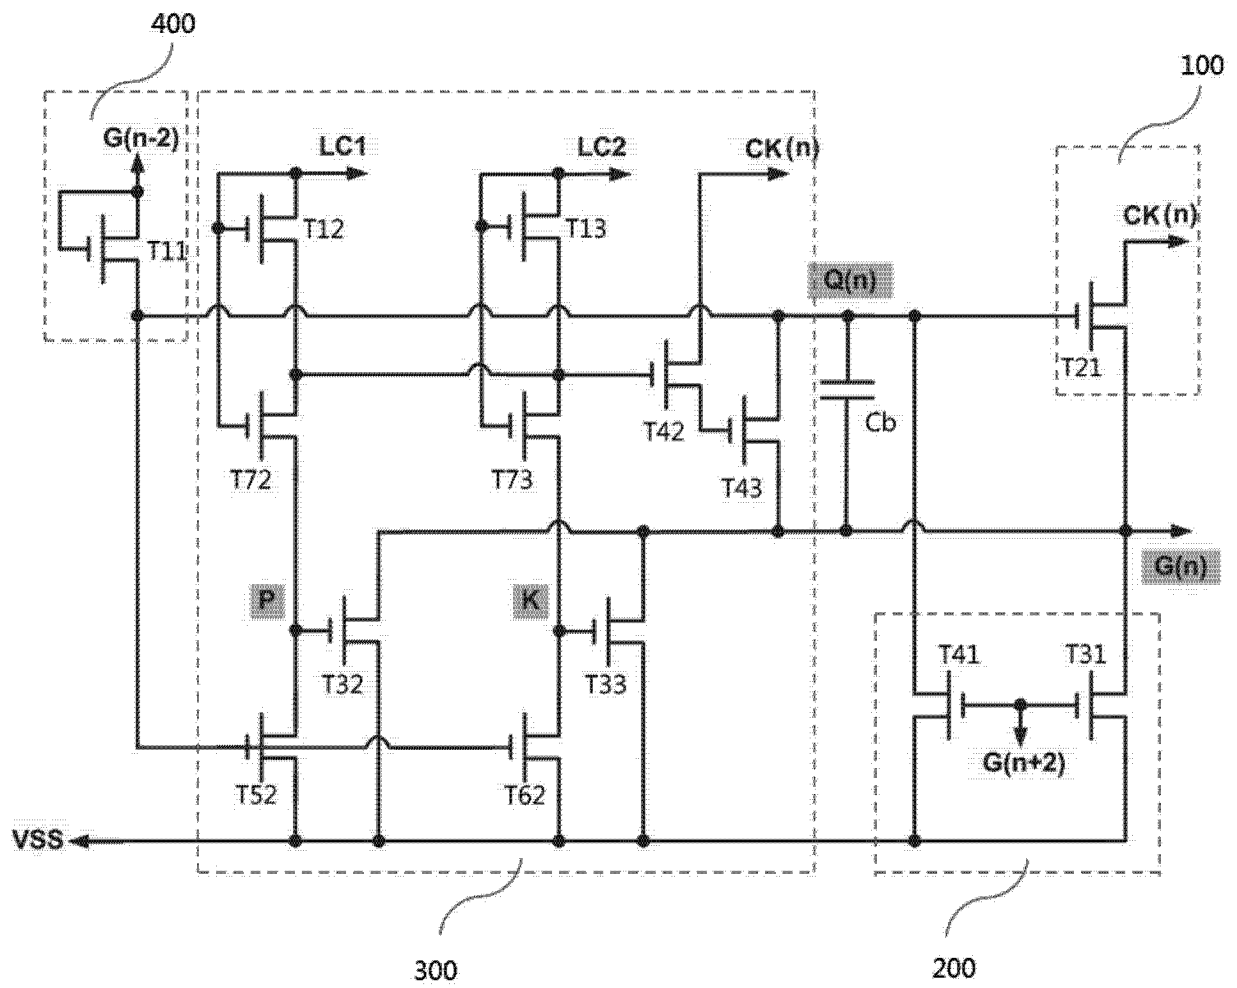 400
100
G(n-2)
LC1
LC2
CK(n)
T11
T12
T13
CK(n)
Q(n)
T21
T42
Cb
T72
T73
T43
G(n)
P
K
T32
T33
T41
T31
G(n+2)
T52
T62
VSS
300
200